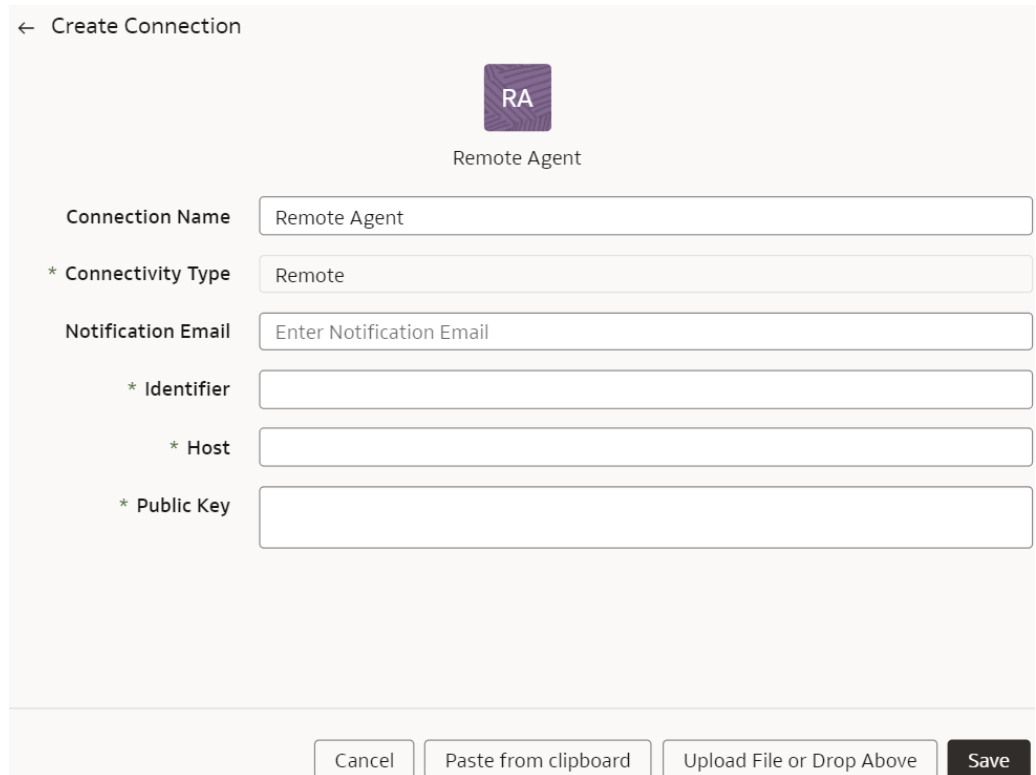 ← Create Connection
RA
Remote Agent
Connection Name Remote Agent
* Connectivity Type Remote
Notification Email Enter Notification Email
* Identifier
* Host
* Public Key
Cancel Paste from clipboard Upload File or Drop Above Save